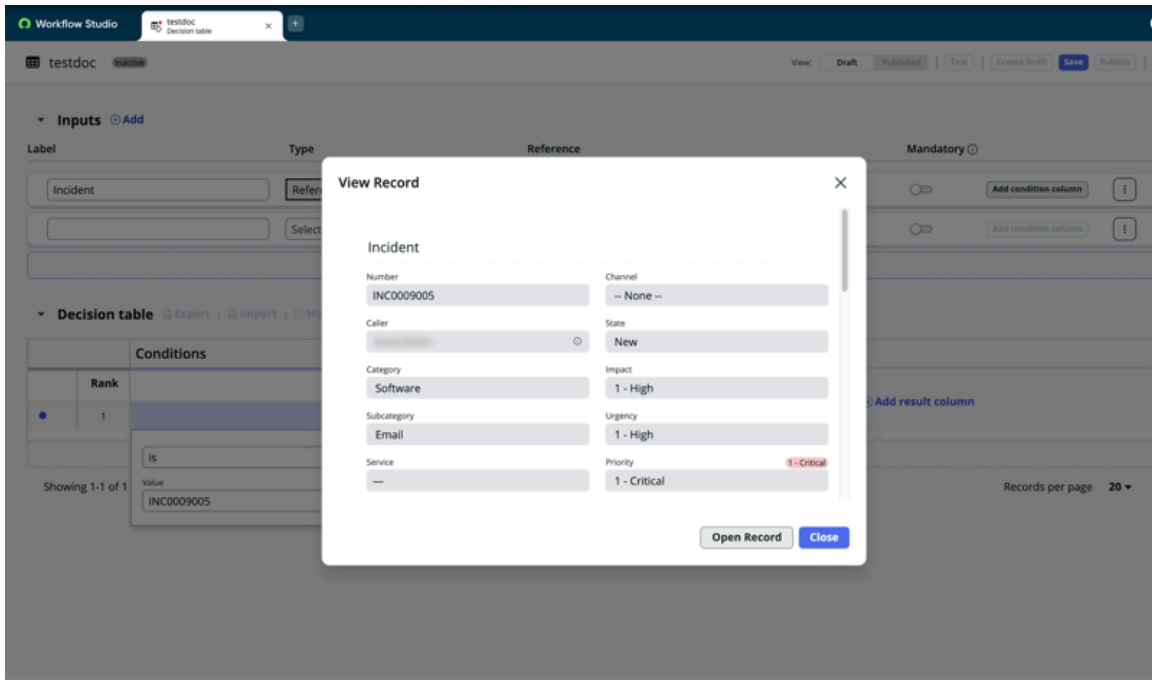 Workflow Studio
testdoc
Decision table
testdoc Inactive
View: Draft Published Test Create Draft Save Publish
Inputs Add
Label Type Reference Mandatory
Incident Refer Add condition column
Select Add condition column
Decision table Export | Import | Hi
Conditions
Rank
1
Add result column
is
Value
INC0009005
Showing 1-1 of 1
Records per page 20
View Record
Incident
Number
INC0009005
Channel
-- None --
Caller
State
New
Category
Software
Impact
1 - High
Subcategory
Email
Urgency
1 - High
Service
—
Priority
1 - Critical
1 - Critical
Open Record Close